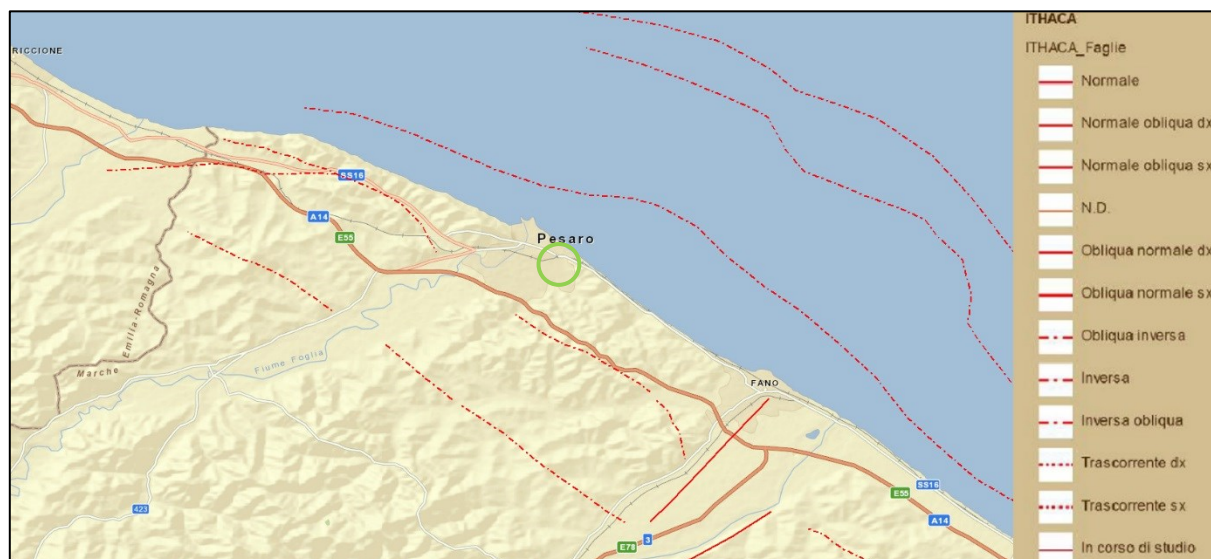 RICCIONE
SS16
A14
E55
Pesaro
Emilia-Romagna
Marche
Fiume Foglia
FANO
423
E78
3
SS16
E55
A14
ITHACA
ITHACA_Faglie
Normale
Normale obliqua dx
Normale obliqua sx
N.D.
Obliqua normale dx
Obliqua normale sx
Obliqua inversa
Inversa
Inversa obliqua
Trascorrente dx
Trascorrente sx
In corso di studio